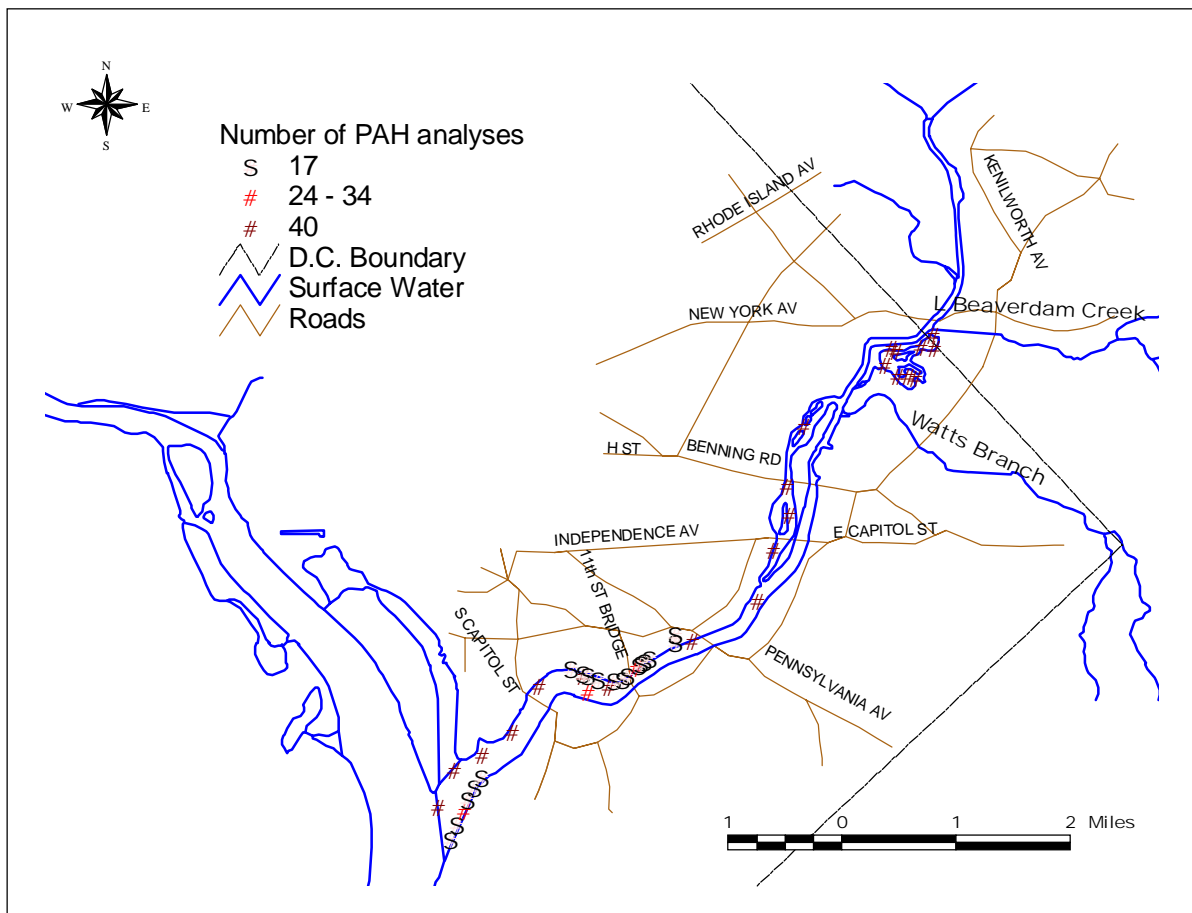 N
W E
S
Number of PAH analyses
S 17
# 24 - 34
# 40
D.C. Boundary
Surface Water
Roads
RHODE ISLAND AV
KENILWORTH AV
NEW YORK AV
L Beaverdam Creek
H ST
BENNING RD
Watts Branch
INDEPENDENCE AV
E CAPITOL ST
11th ST BRIDGE
S CAPITOL ST
PENNSYLVANIA AV
1 0 1 2 Miles